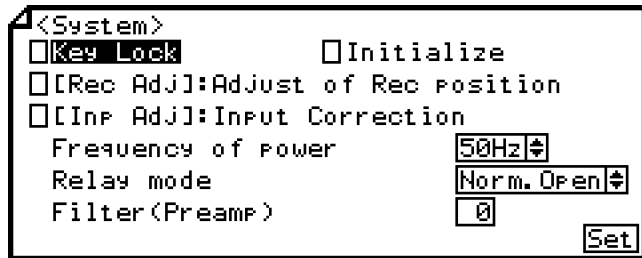 <System>
Key Lock Initialize
[Rec Adj]:Adjust of Rec position
[Inp Adj]:Input Correction
Frequency of power 50Hz
Relay mode Norm.Open
Filter(Preamp) 0
Set